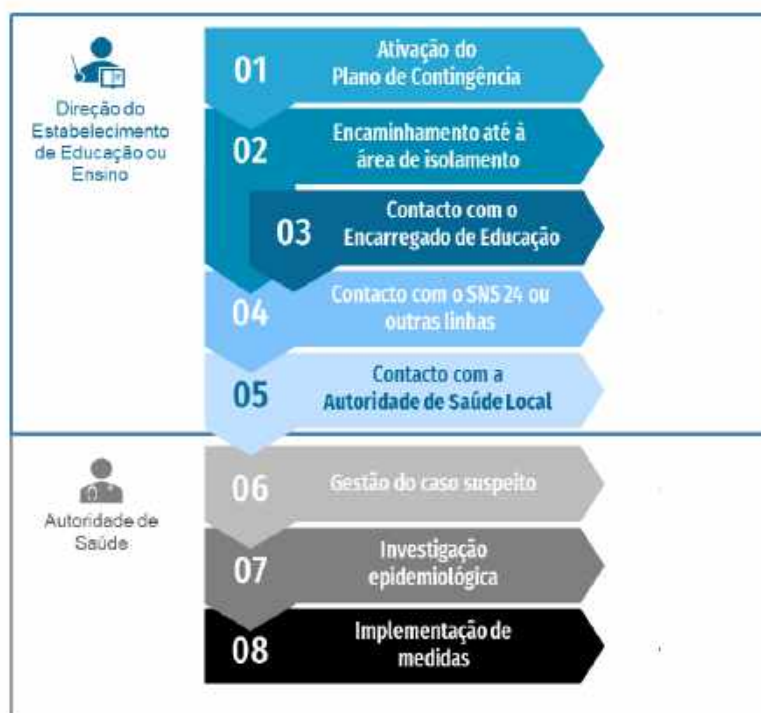 Direção do
Estabelecimento
de Educação ou
Ensino
01
Ativação do
Plano de Contingência
02
Encaminhamento até à
área de isolamento
03
Contacto com o
Encarregado de Educação
04
Contacto com o SNS 24 ou
outras linhas
05
Contacto com a
Autoridade de Saúde Local
Autoridade de
Saúde
06
Gestão do caso suspeito
07
Investigação
epidemiológica
08
Implementação de
medidas